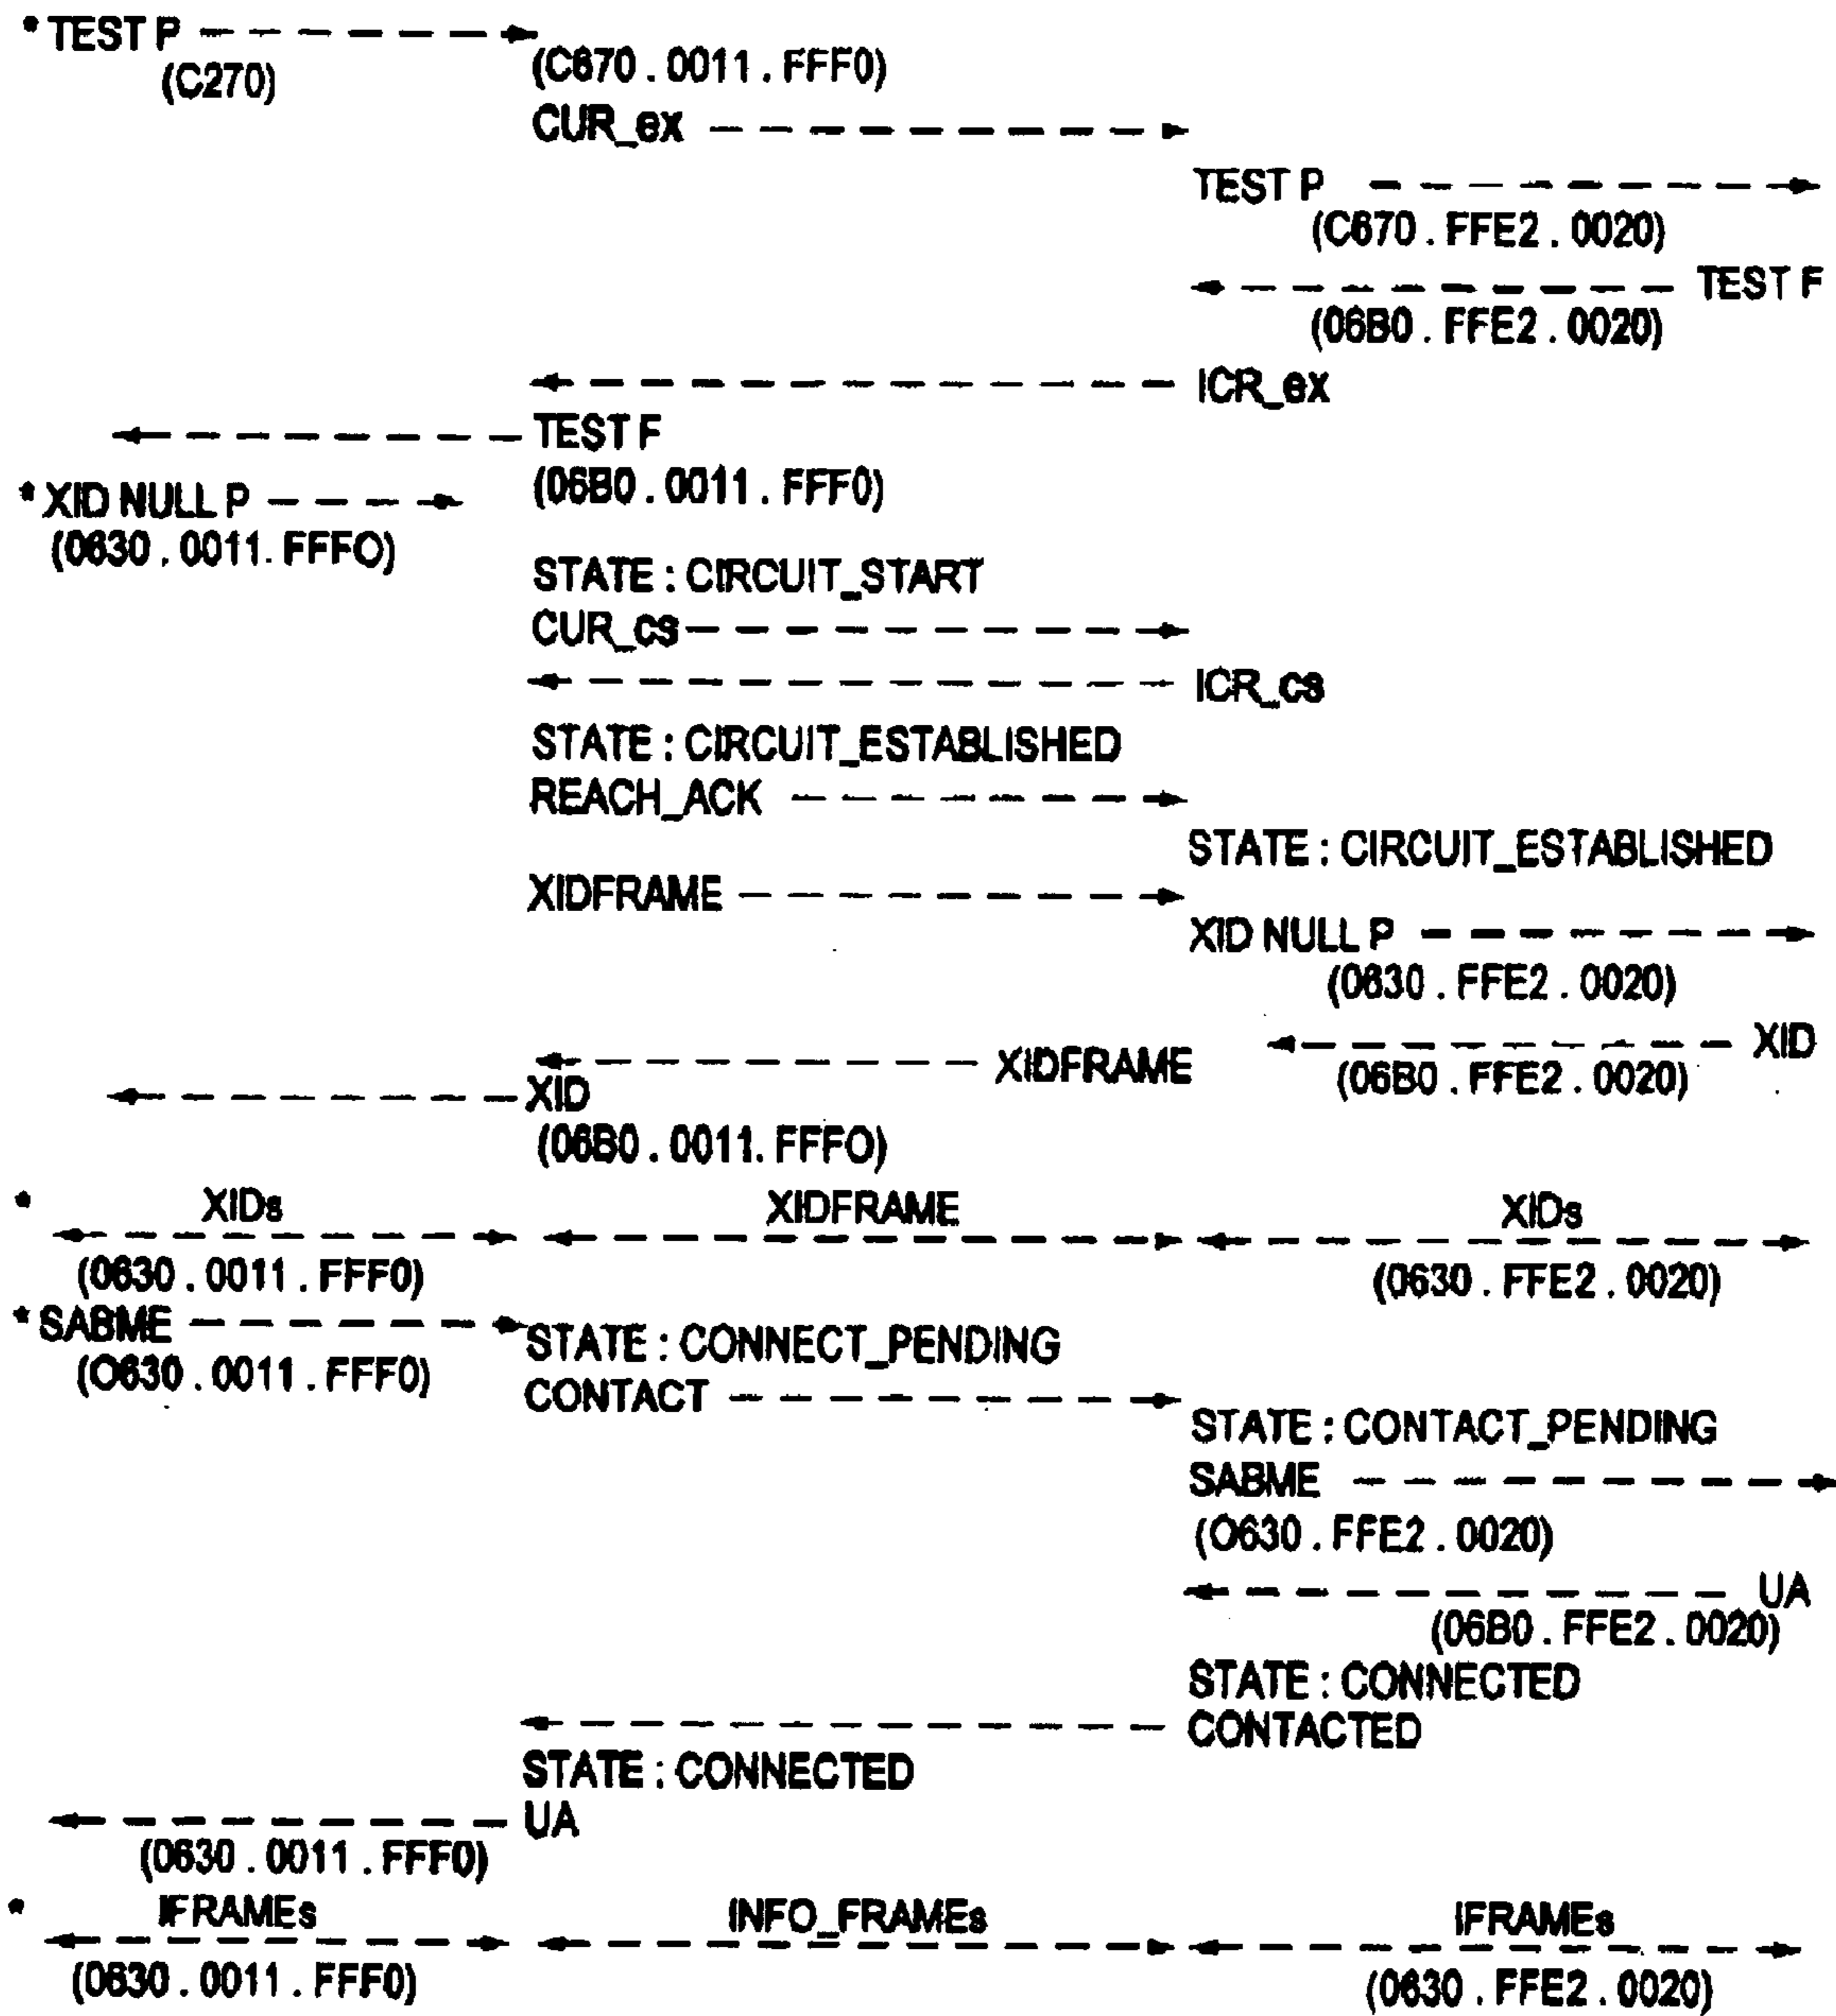 * TEST P
(C270)
(C670 . 0011 . FFF0)
CUR_ex
TEST P
(C670 . FFE2 . 0020)
TEST F
(06B0 . FFE2 . 0020)
ICR_ex
TEST F
(06B0 . 0011 . FFF0)
* XID NULL P
(0630 . 0011. FFFO)
STATE : CIRCUIT_START
CUR_cs
ICR_cs
STATE : CIRCUIT_ESTABLISHED
REACH_ACK
STATE : CIRCUIT_ESTABLISHED
XIDFRAME
XID NULL P
(0630 . FFE2 . 0020)
XID
(06B0 . FFE2 . 0020)
XIDFRAME
XID
(06B0 . 0011. FFFO)
* XIDs XIDFRAME XIDs
(0630 . 0011 . FFF0) (0630 . FFE2 . 0020)
* SABME
(O630 . 0011 . FFF0)
STATE : CONNECT_PENDING
CONTACT
STATE : CONTACT_PENDING
SABME
(O630 . FFE2 . 0020)
UA
(06B0 . FFE2 . 0020)
STATE : CONNECTED
CONTACTED
STATE : CONNECTED
UA
(0630 . 0011 . FFF0)
* IFRAMEs INFO_FRAMEs IFRAMEs
(0630 . 0011 . FFF0) (0630 . FFE2 . 0020)